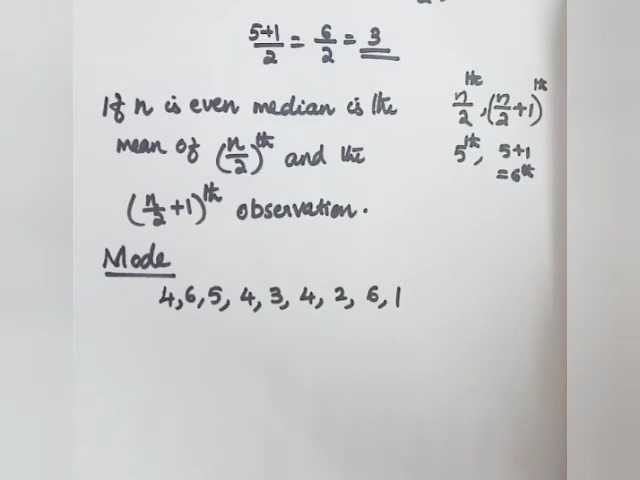 5+1/2 = 6/2 = 3
If n is even median is the
mean of (n/2)th and the
(n/2 + 1)th observation.
n/2 th, (n/2 + 1)th
5th, 5+1
= 6th
Mode
4, 6, 5, 4, 3, 4, 2, 6, 1